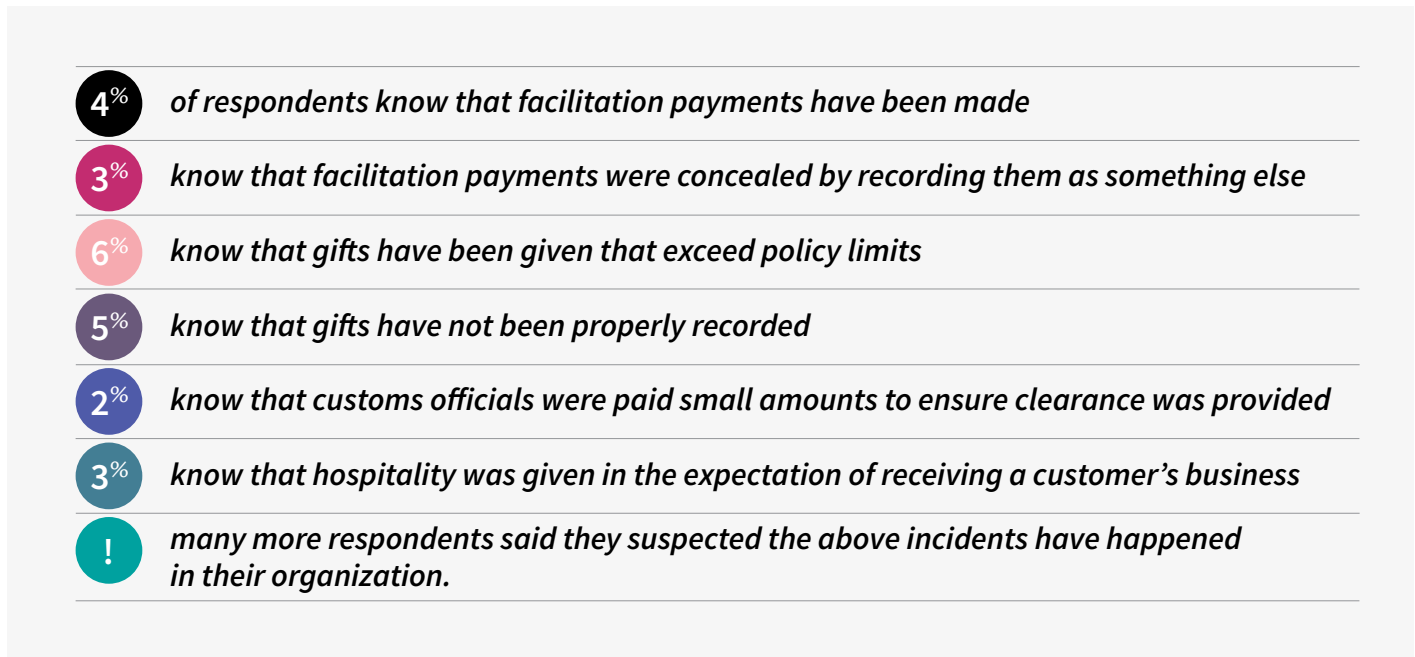 4% of respondents know that facilitation payments have been made
3% know that facilitation payments were concealed by recording them as something else
6% know that gifts have been given that exceed policy limits
5% know that gifts have not been properly recorded
2% know that customs officials were paid small amounts to ensure clearance was provided
3% know that hospitality was given in the expectation of receiving a customer’s business
! many more respondents said they suspected the above incidents have happened
in their organization.